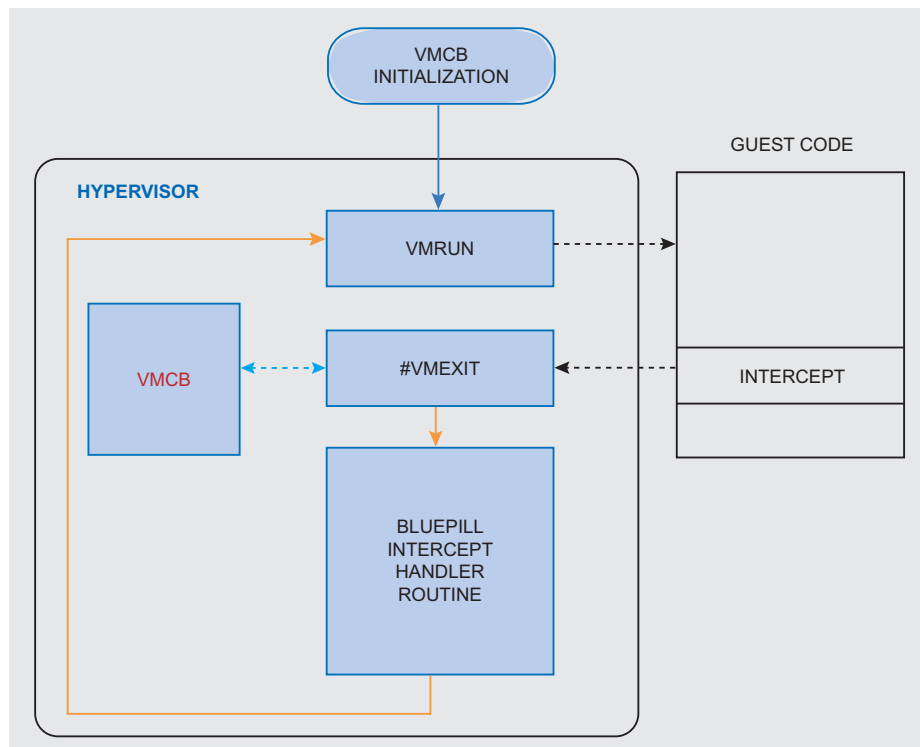 VMCB
INITIALIZATION
GUEST CODE
HYPERVISOR
VMRUN
VMCB
#VMEXIT
INTERCEPT
BLUEPILL
INTERCEPT
HANDLER
ROUTINE